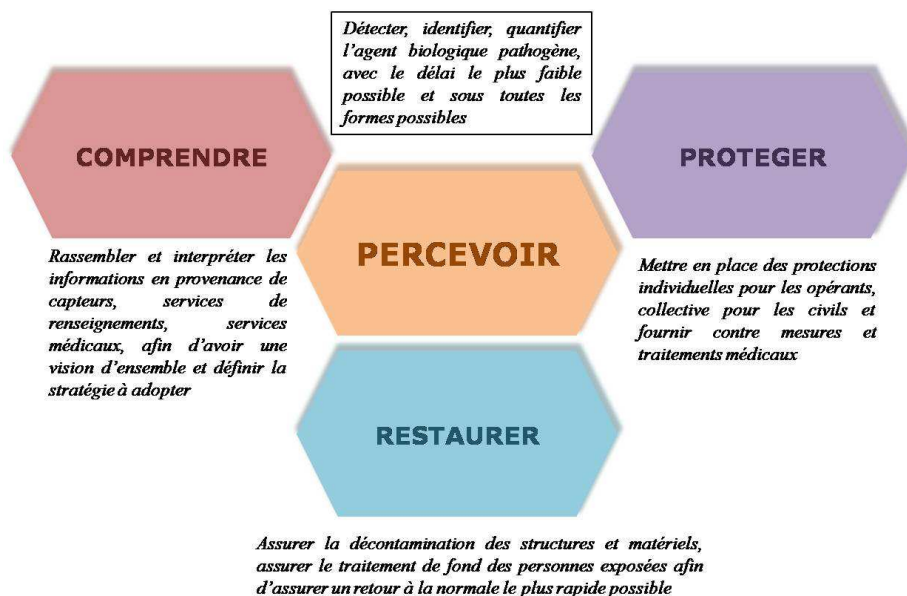 Détecter, identifier, quantifier
l'agent biologique pathogène,
avec le délai le plus faible
possible et sous toutes les
formes possibles
COMPRENDRE
PROTEGER
PERCEVOIR
Rassembler et interpréter les
informations en provenance de
capteurs, services de
renseignements, services
médicaux, afin d'avoir une
vision d'ensemble et définir la
stratégie à adopter
Mettre en place des protections
individuelles pour les opérants,
collective pour les civils et
fournir contre mesures et
traitements médicaux
RESTAURER
Assurer la décontamination des structures et matériels,
assurer le traitement de fond des personnes exposées afin
d'assurer un retour à la normale le plus rapide possible